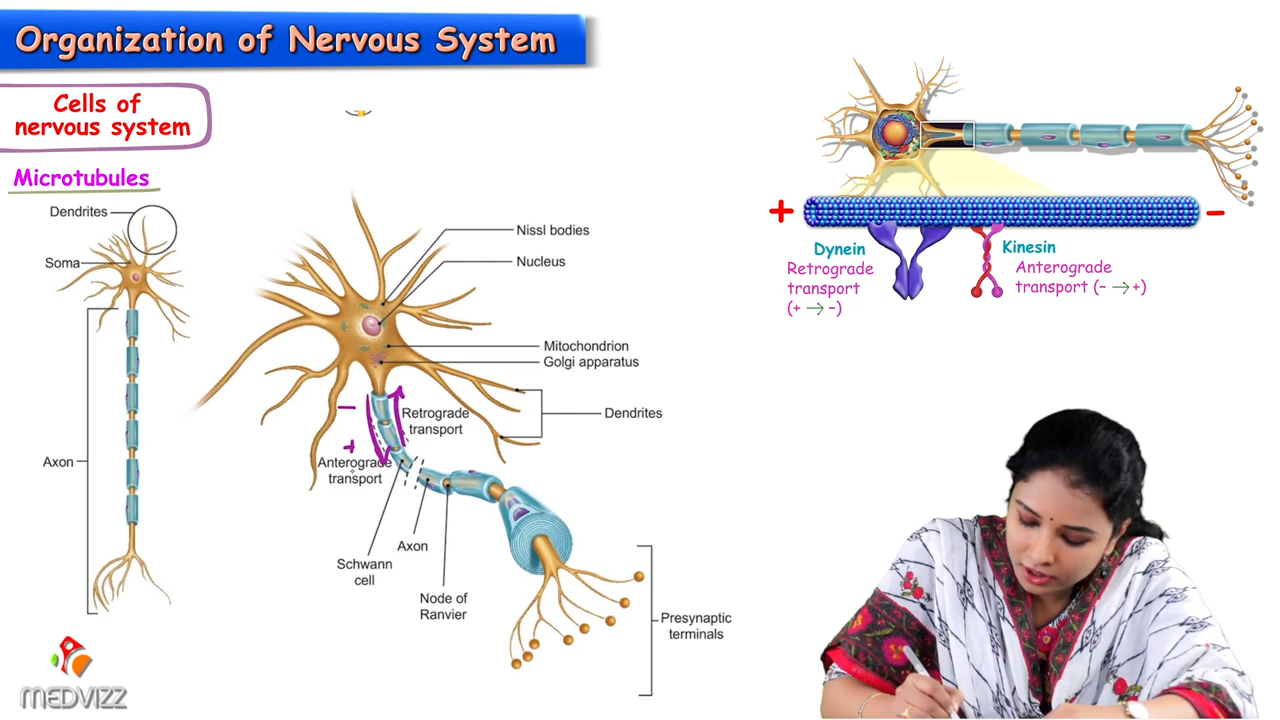 Organization of Nervous System
Cells of
nervous system
Microtubules
Dendrites
Soma
Axon
Nissl bodies
Nucleus
Mitochondrion
Golgi apparatus
Dendrites
Retrograde
transport
−
+
Anterograde
transport
Axon
Schwann
cell
Node of
Ranvier
Presynaptic
terminals
+
−
Dynein
Retrograde
transport
(+ → −)
Kinesin
Anterograde
transport (− → +)
MEDVIZZ